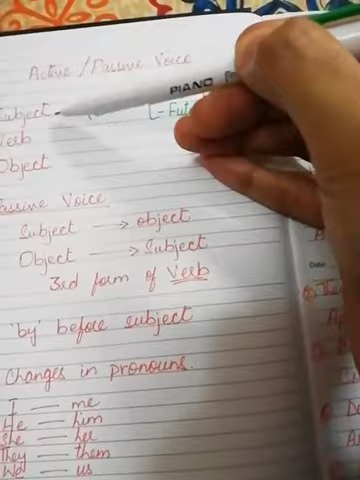 Active / Passive Voice
PIANO
Subject
L-Fut
Verb
Object
Passive Voice
Subject → object
Object → Subject
3rd form of Verb
'by' before subject
Changes in pronouns.
I — me
He — him
She — her
They — them
We — us